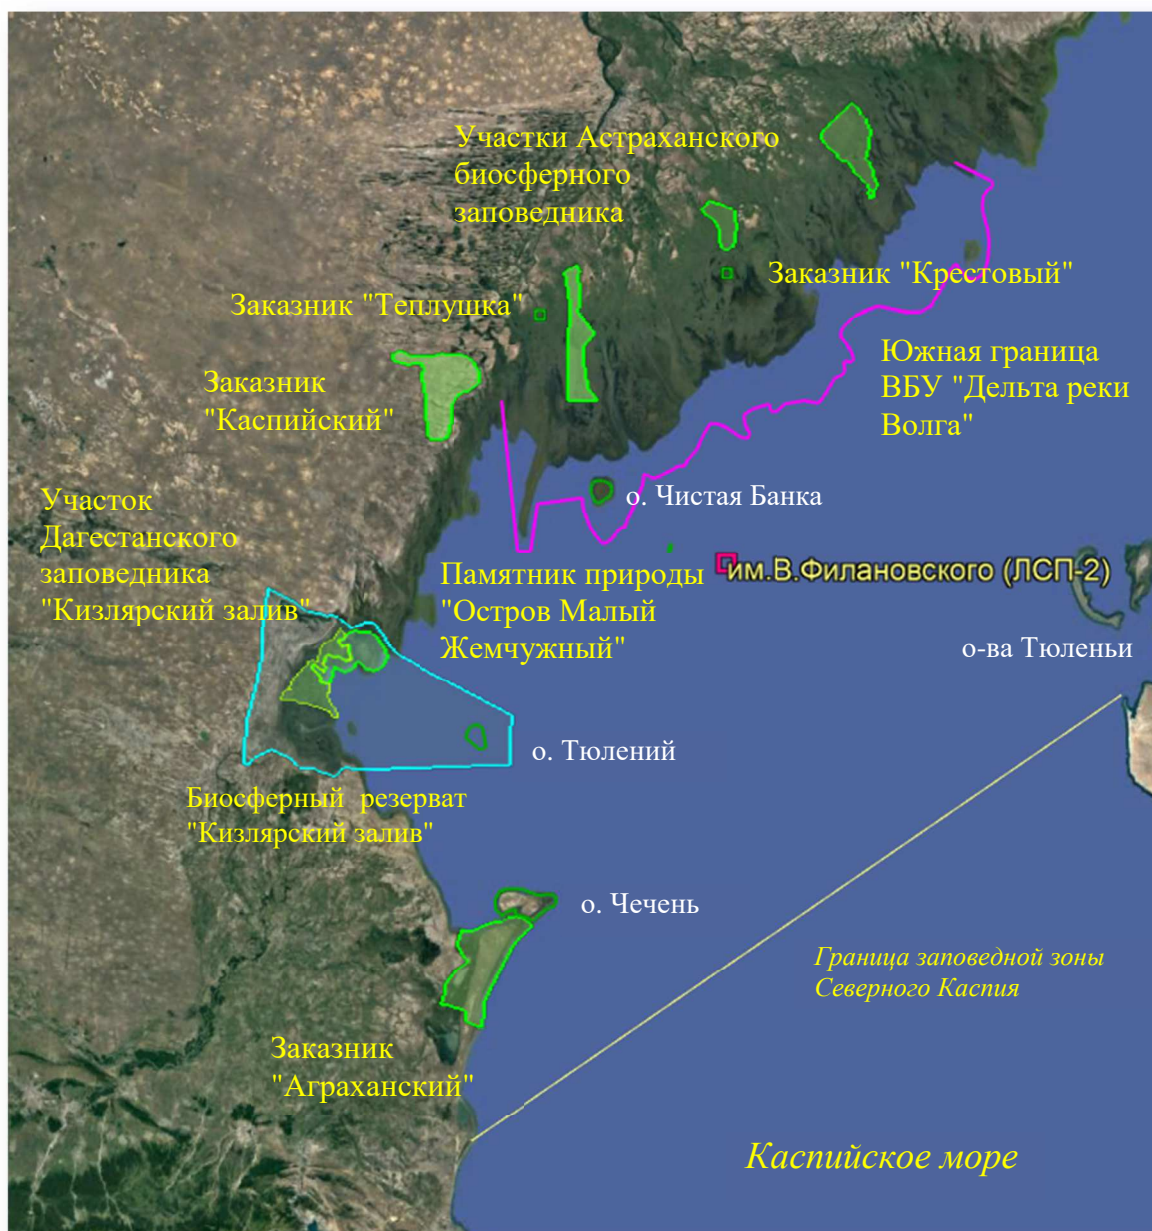 Участки Астраханского
биосферного
заповедника
Заказник "Крестовый"
Заказник "Теплушка"
Южная граница
ВБУ "Дельта реки
Волга"
Заказник
"Каспийский"
о. Чистая Банка
Участок
Дагестанского
заповедника
"Кизлярский залив"
Памятник природы
"Остров Малый
Жемчужный"
им.В.Филановского (ЛСП-2)
о-ва Тюленьи
о. Тюлений
Биосферный резерват
"Кизлярский залив"
о. Чечень
Граница заповедной зоны
Северного Каспия
Заказник
"Аграханский"
Каспийское море